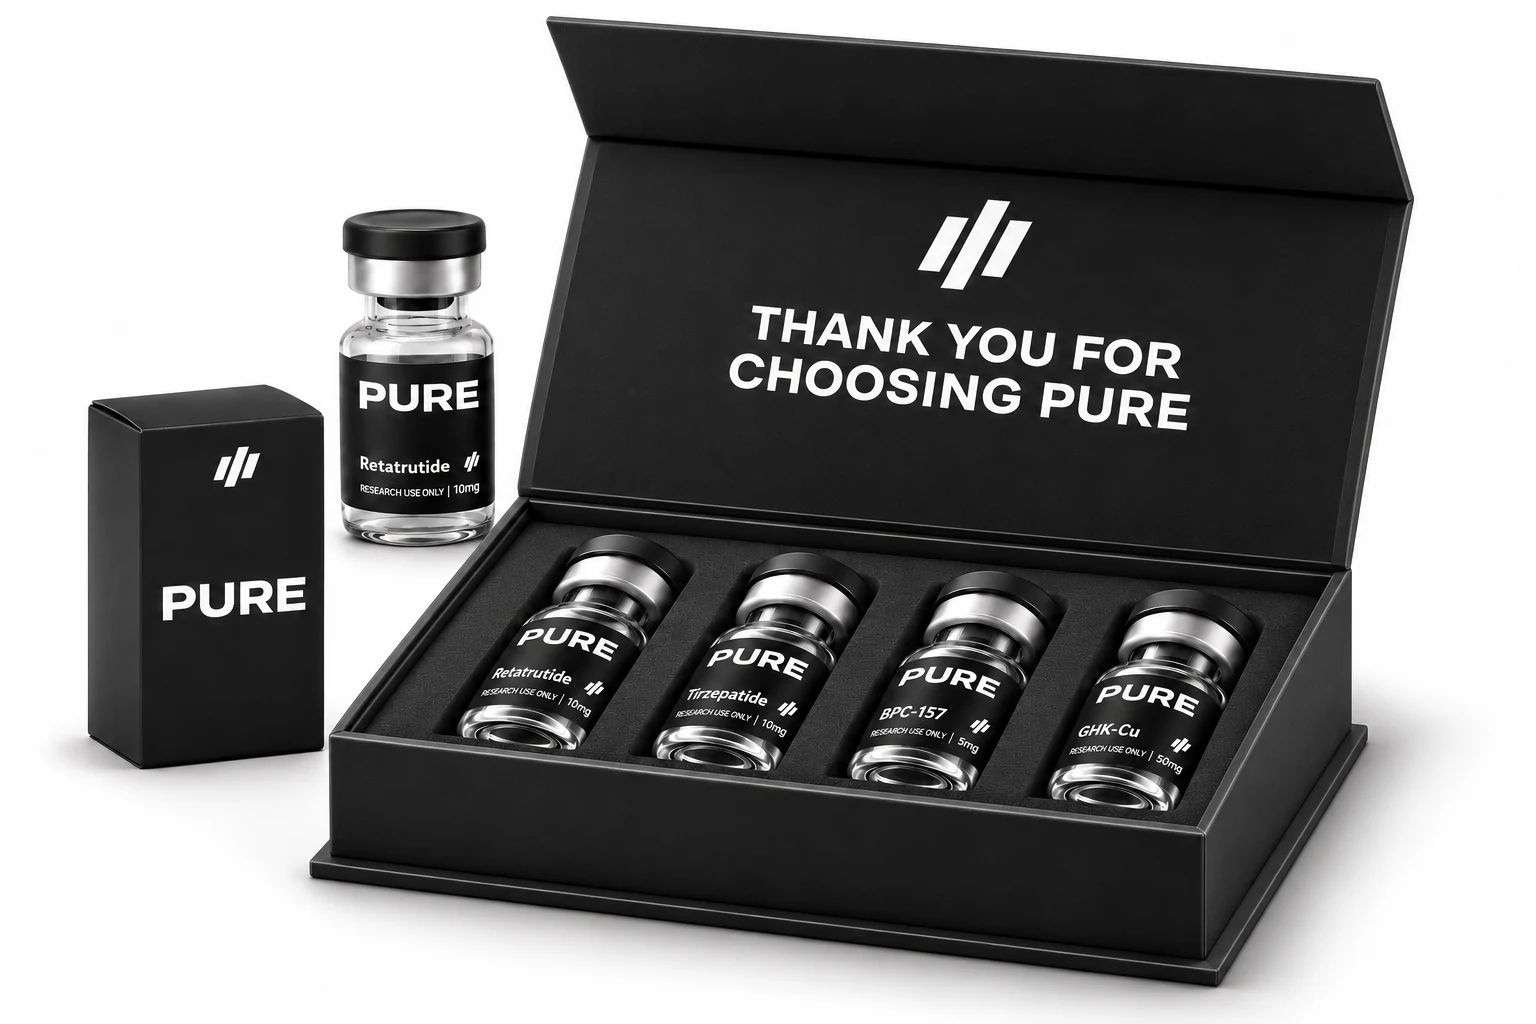 THANK YOU FOR
CHOOSING PURE
PURE
Retatrutide
RESEARCH USE ONLY | 10mg
PURE
PURE
Retatrutide
RESEARCH USE ONLY | 10mg
PURE
Tirzepatide
RESEARCH USE ONLY | 10mg
PURE
BPC-157
RESEARCH USE ONLY | 5mg
PURE
GHK-Cu
RESEARCH USE ONLY | 50mg